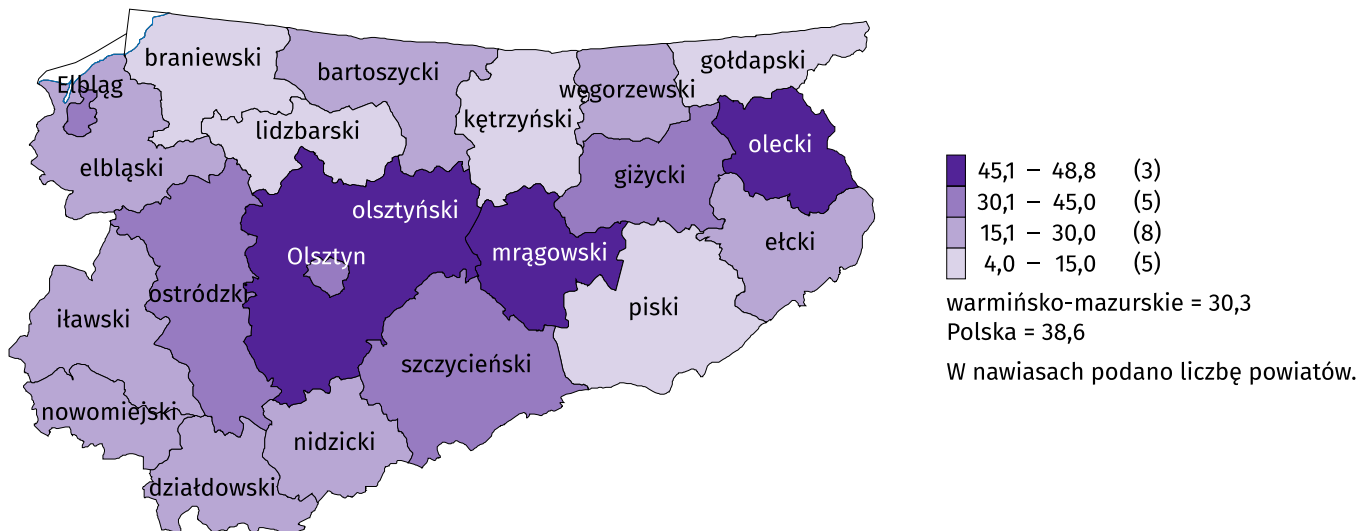 braniewski
gołdapski
bartoszycki
Elbląg
węgorzewski
kętrzyński
lidzbarski
olecki
elbląski
giżycki
olsztyński
ełcki
mrągowski
Olsztyn
ostródzki
piski
iławski
szczycieński
nowomiejski
nidzicki
działdowski
45,1 – 48,8 (3)
30,1 – 45,0 (5)
15,1 – 30,0 (8)
4,0 – 15,0 (5)
warmińsko-mazurskie = 30,3
Polska = 38,6
W nawiasach podano liczbę powiatów.